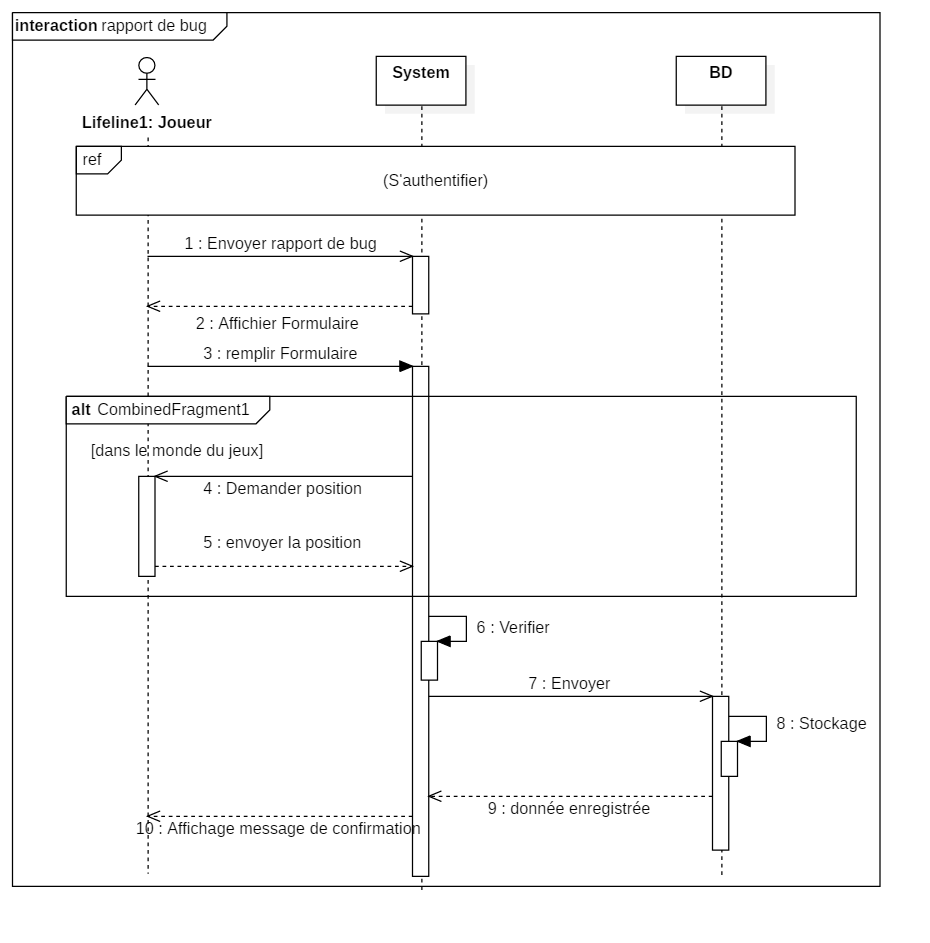 interaction rapport de bug
System
BD
Lifeline1: Joueur
ref
(S'authentifier)
1 : Envoyer rapport de bug
2 : Affichier Formulaire
3 : remplir Formulaire
alt CombinedFragment1
[dans le monde du jeux]
4 : Demander position
5 : envoyer la position
6 : Verifier
7 : Envoyer
8 : Stockage
9 : donnée enregistrée
10 : Affichage message de confirmation